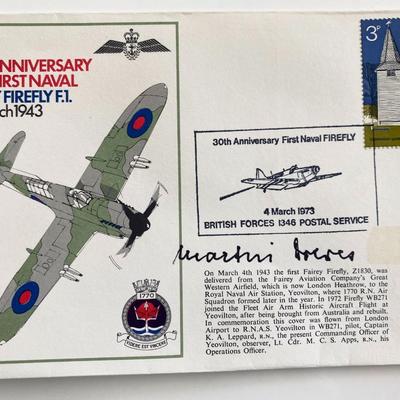 NNIVERSARY
IRST NAVAL
FIREFLY F.1.
ch 1943
3P
30th Anniversary First Naval FIREFLY
4 March 1973
BRITISH FORCES 1346 POSTAL SERVICE
1770
On March 4th 1943 the first Fairey Firefly, Z1830, was
delivered from the Fairey Aviation Company's Great
Western Airfield, which is now London Heathrow, to the
Royal Naval Air Station, Yeovilton, where 1770 R.N. Air
Squadron formed later in the year. In 1972 Firefly WB271
joined the Fleet Air Arm Historic Aircraft Flight at
Yeovilton, after being brought from Australia and rebuilt.
In commemoration this cover was flown from London
Airport to R.N.A.S. Yeovilton in WB271, pilot, Captain
K. A. Leppard, R.N., the present Commanding Officer of
Yeovilton, observer, Lt. Cdr. M. C. S. Apps, R.N., his
Operations Officer.